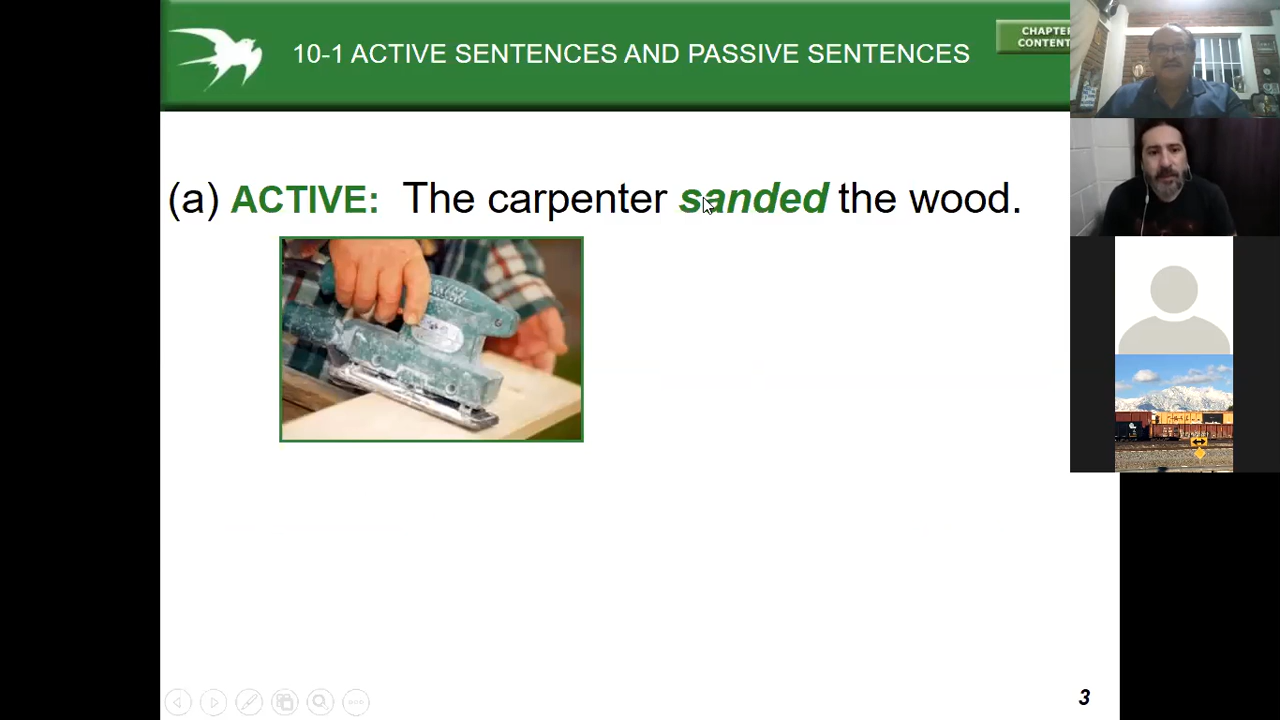 10-1 ACTIVE SENTENCES AND PASSIVE SENTENCES
CHAPTER
CONTENT
(a) ACTIVE: The carpenter sanded the wood.
3